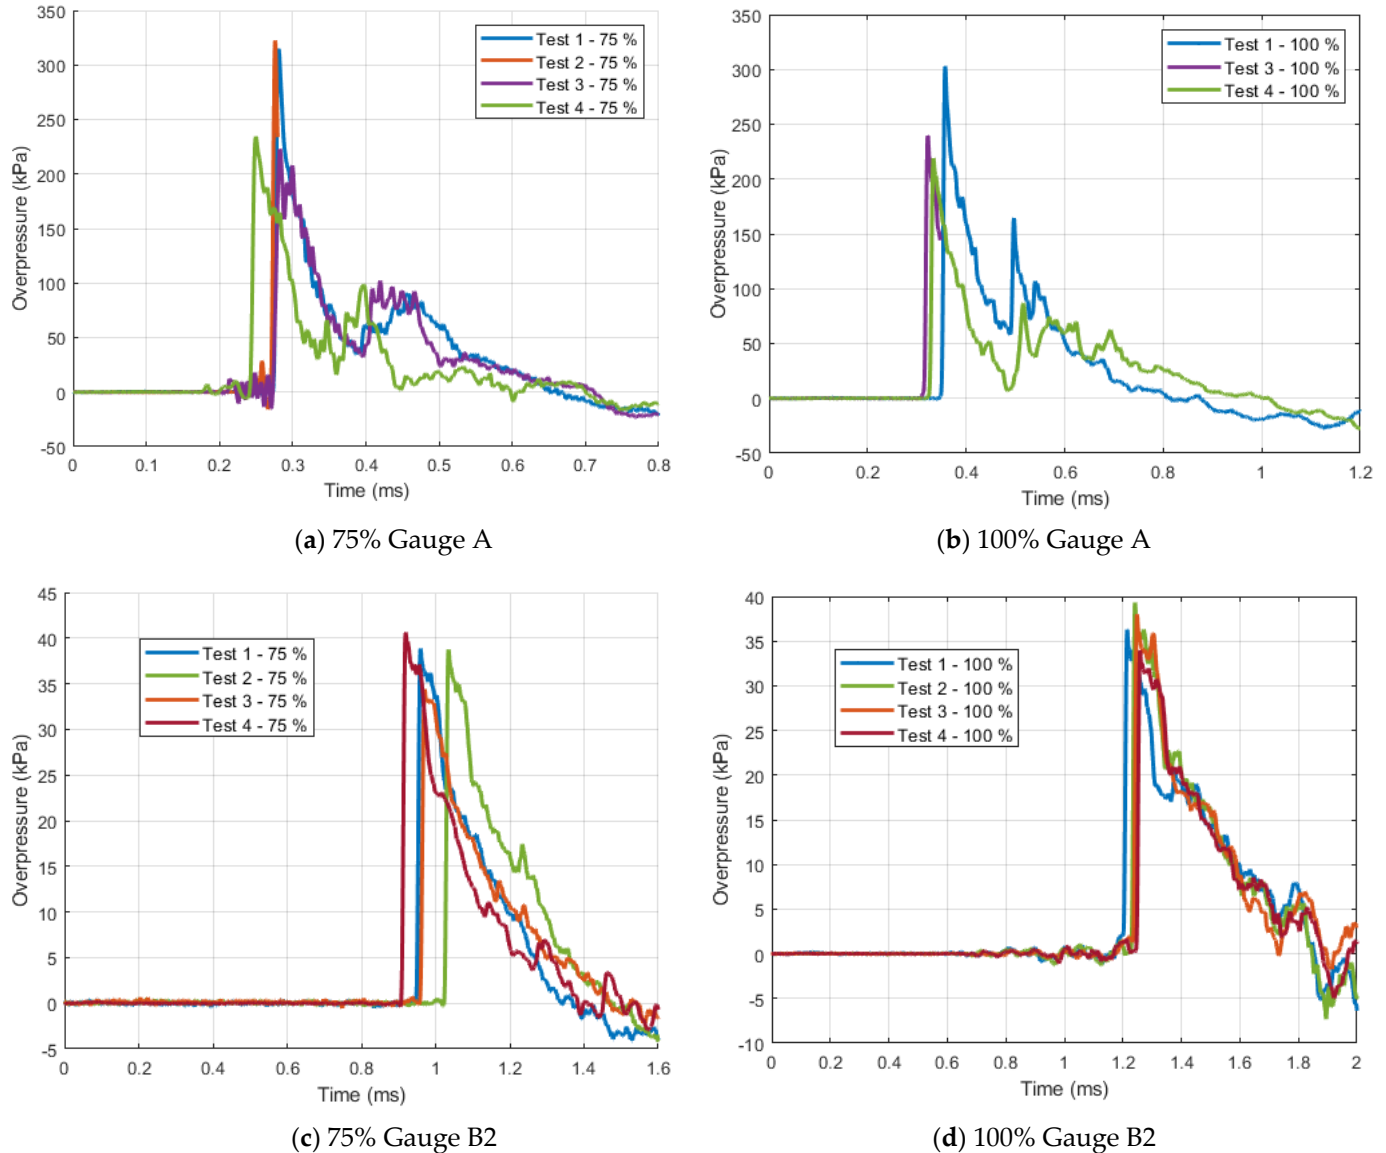 350
300
250
200
150
100
50
0
-50
Overpressure (kPa)
Test 1 - 75 %
Test 2 - 75 %
Test 3 - 75 %
Test 4 - 75 %
0 0.1 0.2 0.3 0.4 0.5 0.6 0.7 0.8
Time (ms)
(a) 75% Gauge A
350
300
250
200
150
100
50
0
-50
Overpressure (kPa)
Test 1 - 100 %
Test 3 - 100 %
Test 4 - 100 %
0 0.2 0.4 0.6 0.8 1 1.2
Time (ms)
(b) 100% Gauge A
45
40
35
30
25
20
15
10
5
0
-5
Overpressure (kPa)
Test 1 - 75 %
Test 2 - 75 %
Test 3 - 75 %
Test 4 - 75 %
0 0.2 0.4 0.6 0.8 1 1.2 1.4 1.6
Time (ms)
(c) 75% Gauge B2
40
35
30
25
20
15
10
5
0
-5
-10
Overpressure (kPa)
Test 1 - 100 %
Test 2 - 100 %
Test 3 - 100 %
Test 4 - 100 %
0 0.2 0.4 0.6 0.8 1 1.2 1.4 1.6 1.8 2
Time (ms)
(d) 100% Gauge B2